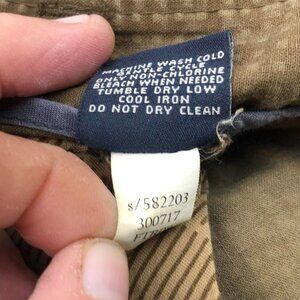 MACHINE WASH COLD
GENTLE CYCLE
ONLY NON-CHLORINE
BLEACH WHEN NEEDED
TUMBLE DRY LOW
COOL IRON
DO NOT DRY CLEAN
s/582203
300717